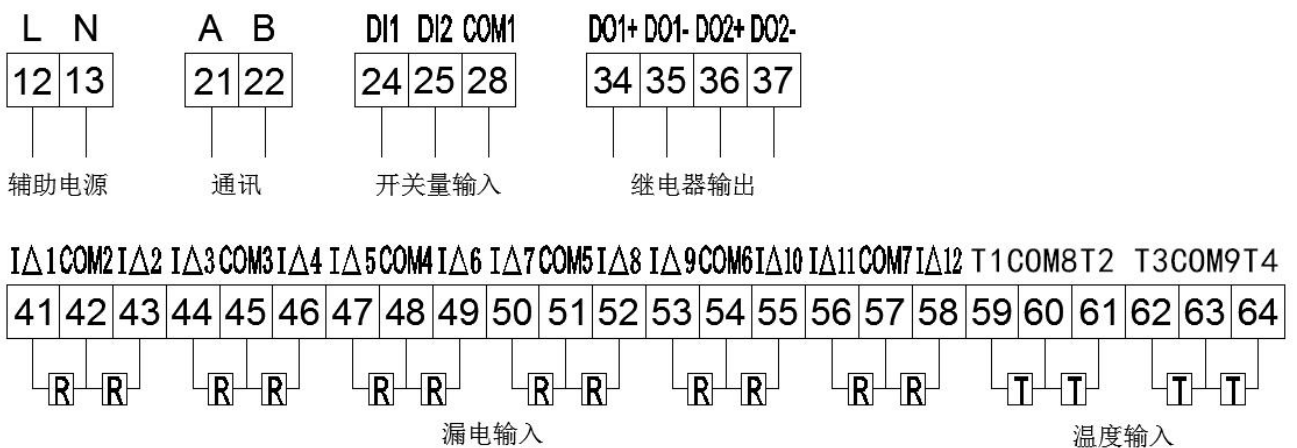 L N A B DI1 DI2 COM1 DO1+ DO1- DO2+ DO2-
12 13 21 22 24 25 28 34 35 36 37
辅助电源 通讯 开关量输入 继电器输出
I△1 COM2 I△2 I△3 COM3 I△4 I△5 COM4 I△6 I△7 COM5 I△8 I△9 COM6 I△10 I△11 COM7 I△12 T1 COM8 T2 T3 COM9 T4
41 42 43 44 45 46 47 48 49 50 51 52 53 54 55 56 57 58 59 60 61 62 63 64
R R R R R R R R R R R R T T T T
漏电输入 温度输入